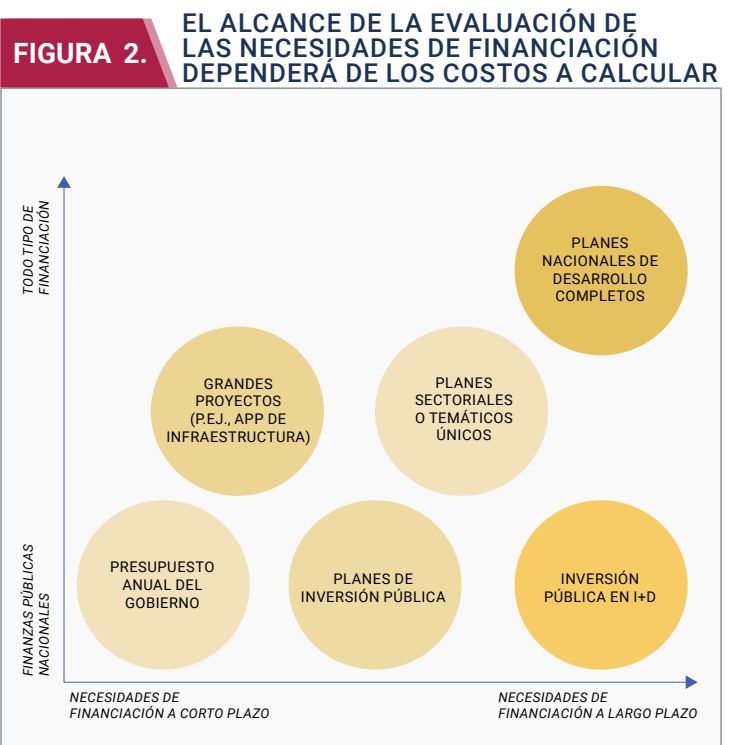 FIGURA 2.
EL ALCANCE DE LA EVALUACIÓN DE
LAS NECESIDADES DE FINANCIACIÓN
DEPENDERÁ DE LOS COSTOS A CALCULAR
TODO TIPO DE
FINANCIACIÓN
PLANES
NACIONALES DE
DESARROLLO
COMPLETOS
GRANDES
PROYECTOS
(P.EJ., APP DE
INFRAESTRUCTURA)
PLANES
SECTORIALES
O TEMÁTICOS
ÚNICOS
FINANZAS PÚBLICAS
NACIONALES
PRESUPUESTO
ANUAL DEL
GOBIERNO
PLANES DE
INVERSIÓN PÚBLICA
INVERSIÓN
PÚBLICA EN I+D
NECESIDADES DE
FINANCIACIÓN A CORTO PLAZO
NECESIDADES DE
FINANCIACIÓN A LARGO PLAZO